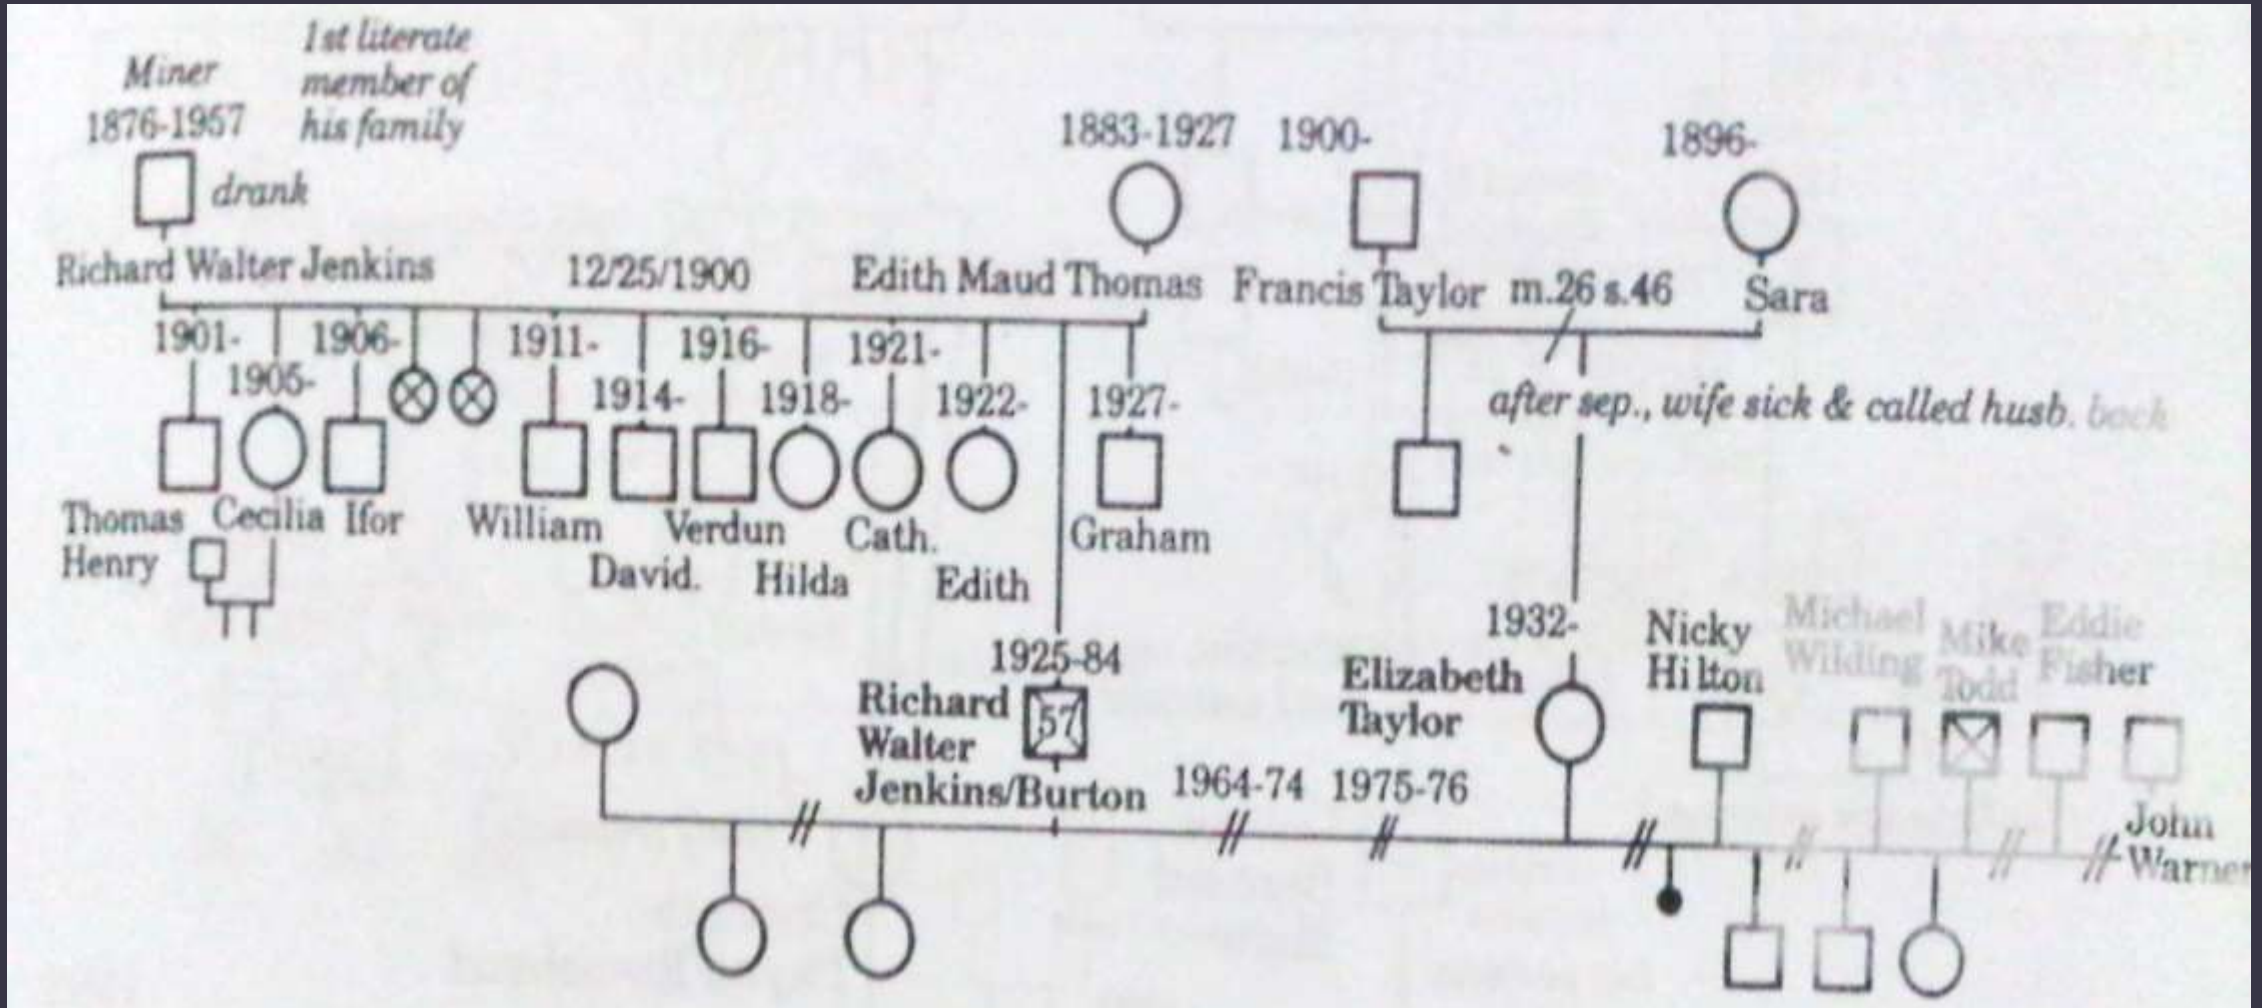 Miner
1876-1957
1st literate
member of
his family
drank
1883-1927
1900-
1896-
Richard Walter Jenkins
12/25/1900
Edith Maud Thomas
Francis Taylor
m.26 s.46
Sara
1901-
1905-
1906-
1911-
1914-
1916-
1918-
1921-
1922-
1927-
after sep., wife sick & called husb. back
Thomas
Henry
Cecilia
Ifor
William
David.
Verdun
Hilda
Cath.
Edith
Graham
1925-84
Richard
Walter
Jenkins/Burton
57
1964-74
1975-76
1932-
Elizabeth
Taylor
Nicky
Hilton
Michael
Wilding
Mike
Todd
Eddie
Fisher
John
Warner